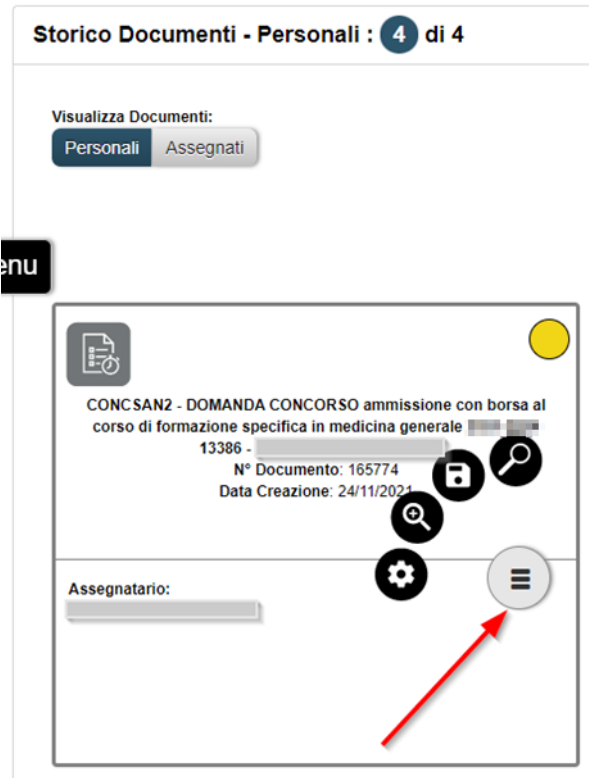 Storico Documenti - Personali : 4 di 4
Visualizza Documenti:
Personali Assegnati
enu
CONCSAN2 - DOMANDA CONCORSO ammissione con borsa al
corso di formazione specifica in medicina generale
13386 -
N° Documento: 165774
Data Creazione: 24/11/2021
Assegnatario: